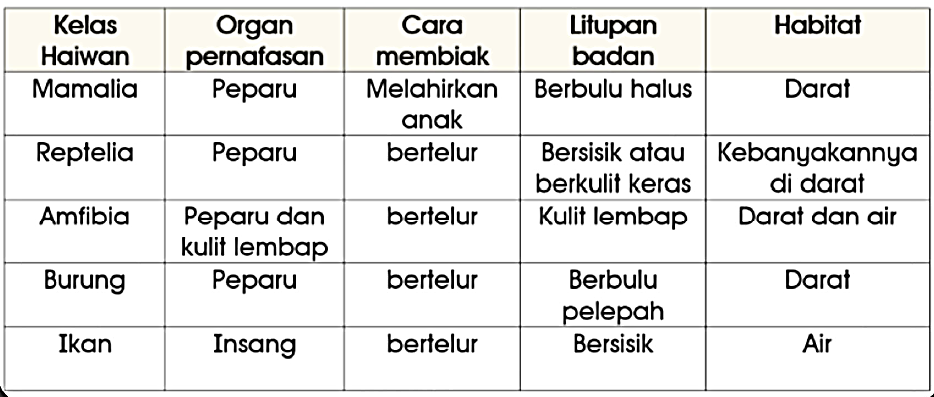 Kelas Organ Cara Litupan Habitat
Haiwan pernafasan membiak badan
Mamalia Peparu Melahirkan Berbulu halus Darat
anak
Reptelia Peparu bertelur Bersisik atau Kebanyakannya
berkulit keras di darat
Amfibia Peparu dan bertelur Kulit lembap Darat dan air
kulit lembap
Burung Peparu bertelur Berbulu Darat
pelepah
Ikan Insang bertelur Bersisik Air